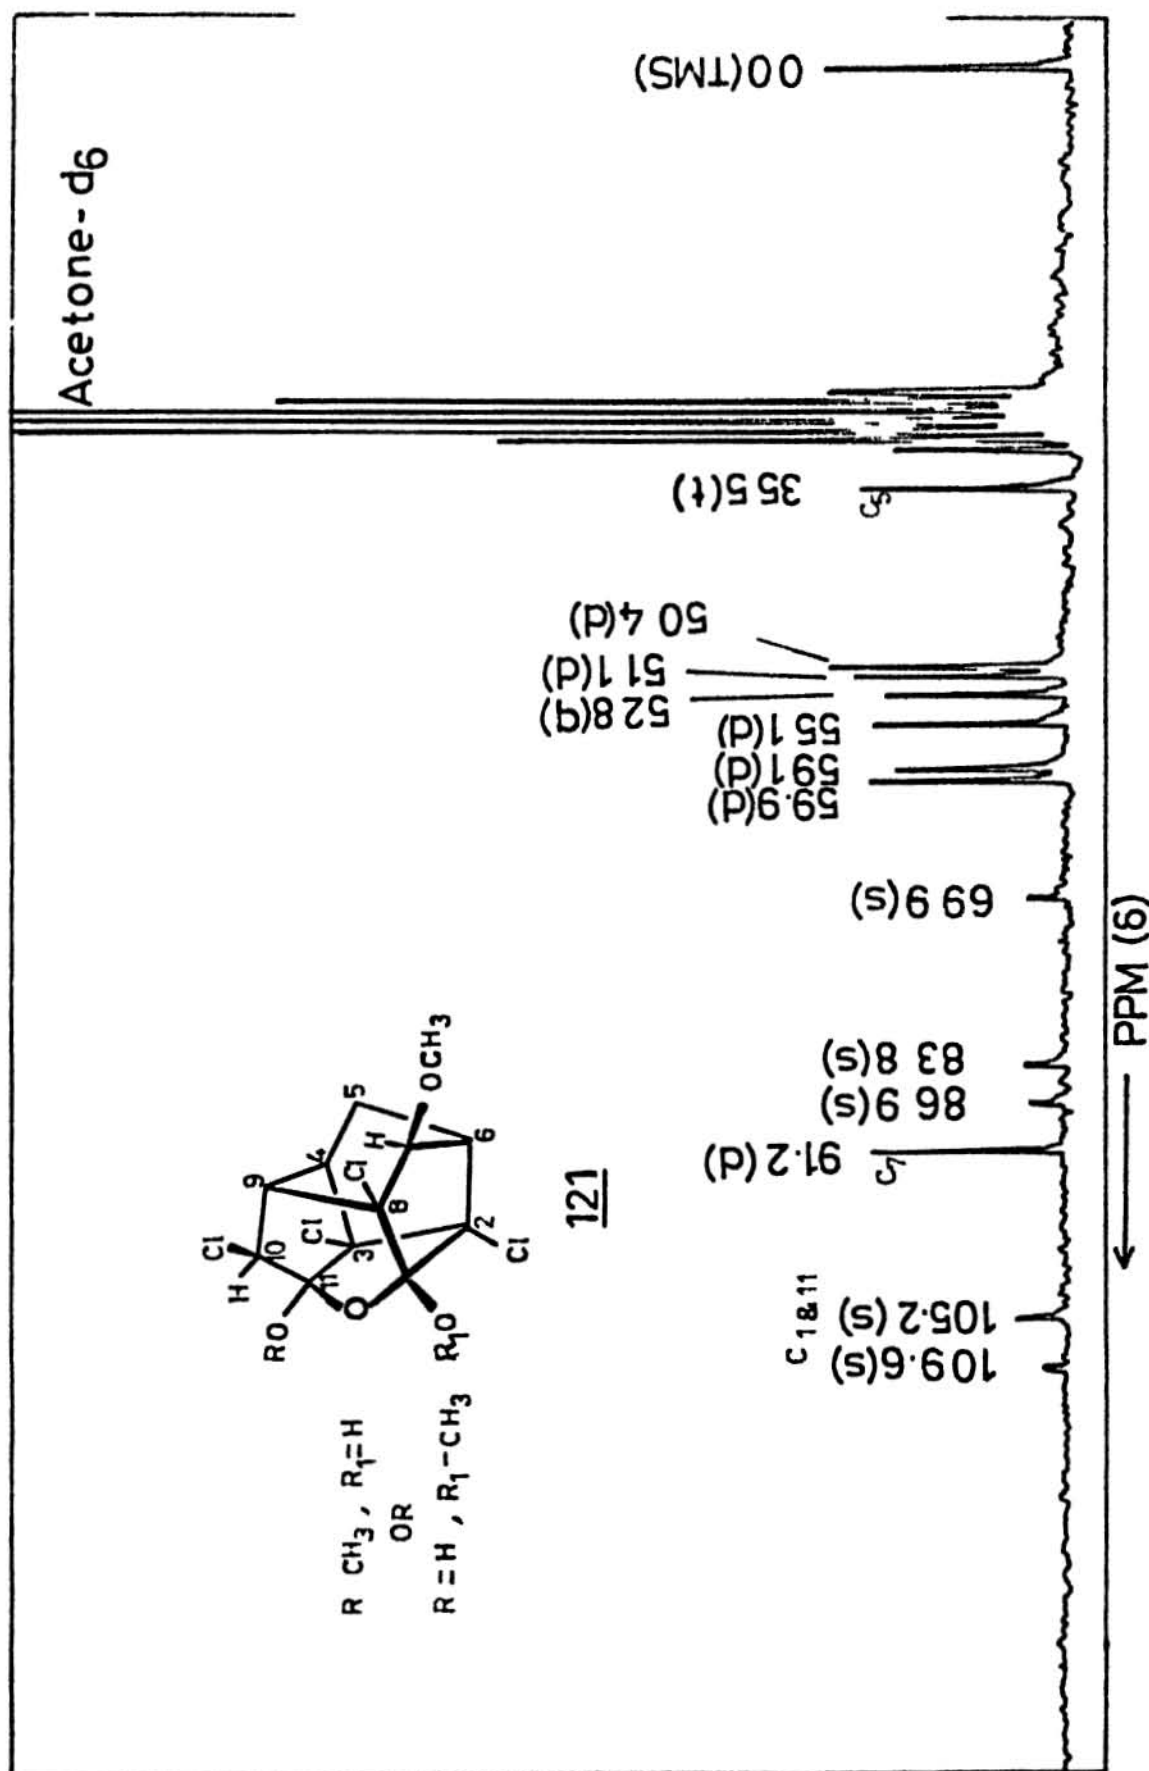 Acetone-d6
0 0(TMS)
35 5(t)
C5
50 4(d)
51 1(d)
52 8(q)
55 1(d)
59 1(d)
59.9(d)
69 9(s)
83 8(s)
86 9(s)
91.2(d)
C7
C 1 & 11
105.2(s)
109.6(s)
PPM (δ)
R CH3, R1=H
OR
R=H, R1-CH3
RO
R1O
O
H
Cl
10
9
4
5
11
Cl
3
Cl
8
H
OCH3
6
2
Cl
121